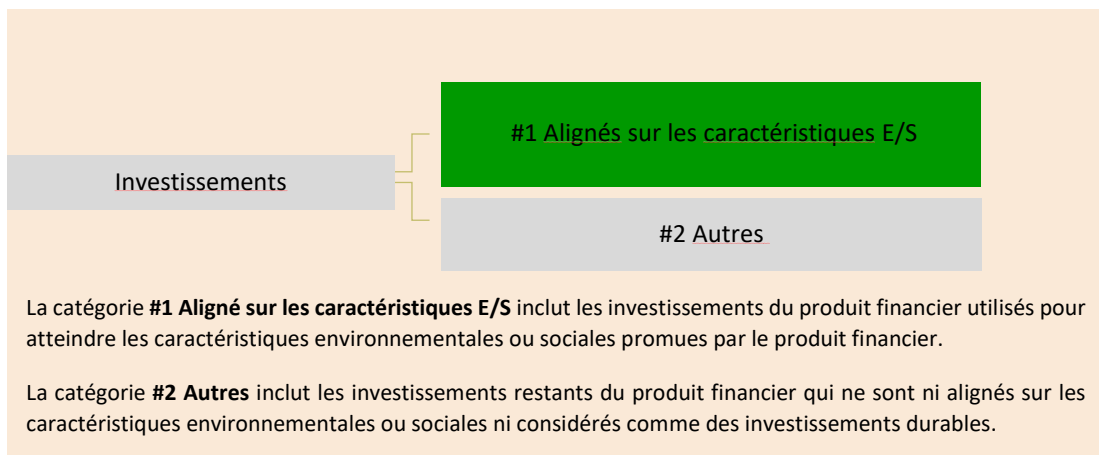 #1 Alignés sur les caractéristiques E/S
Investissements
#2 Autres
La catégorie #1 Aligné sur les caractéristiques E/S inclut les investissements du produit financier utilisés pour
atteindre les caractéristiques environnementales ou sociales promues par le produit financier.
La catégorie #2 Autres inclut les investissements restants du produit financier qui ne sont ni alignés sur les
caractéristiques environnementales ou sociales ni considérés comme des investissements durables.